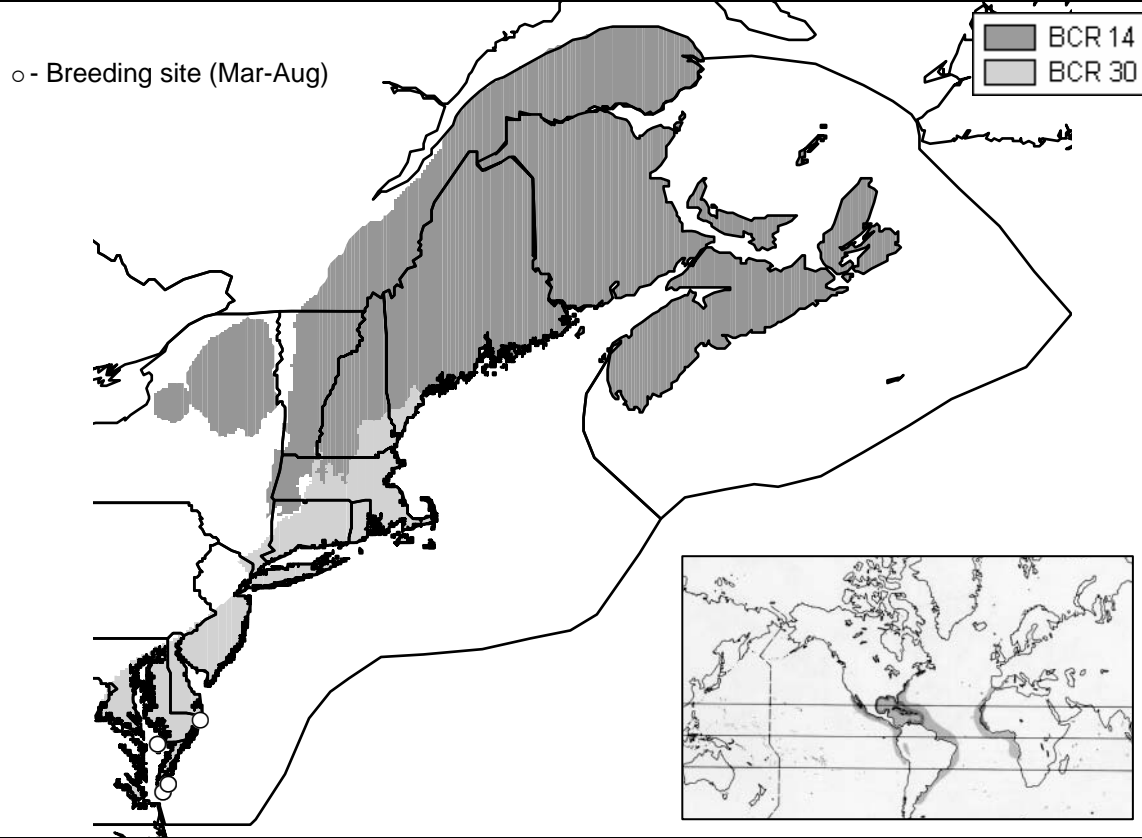 BCR 14
○ - Breeding site (Mar-Aug)
BCR 30